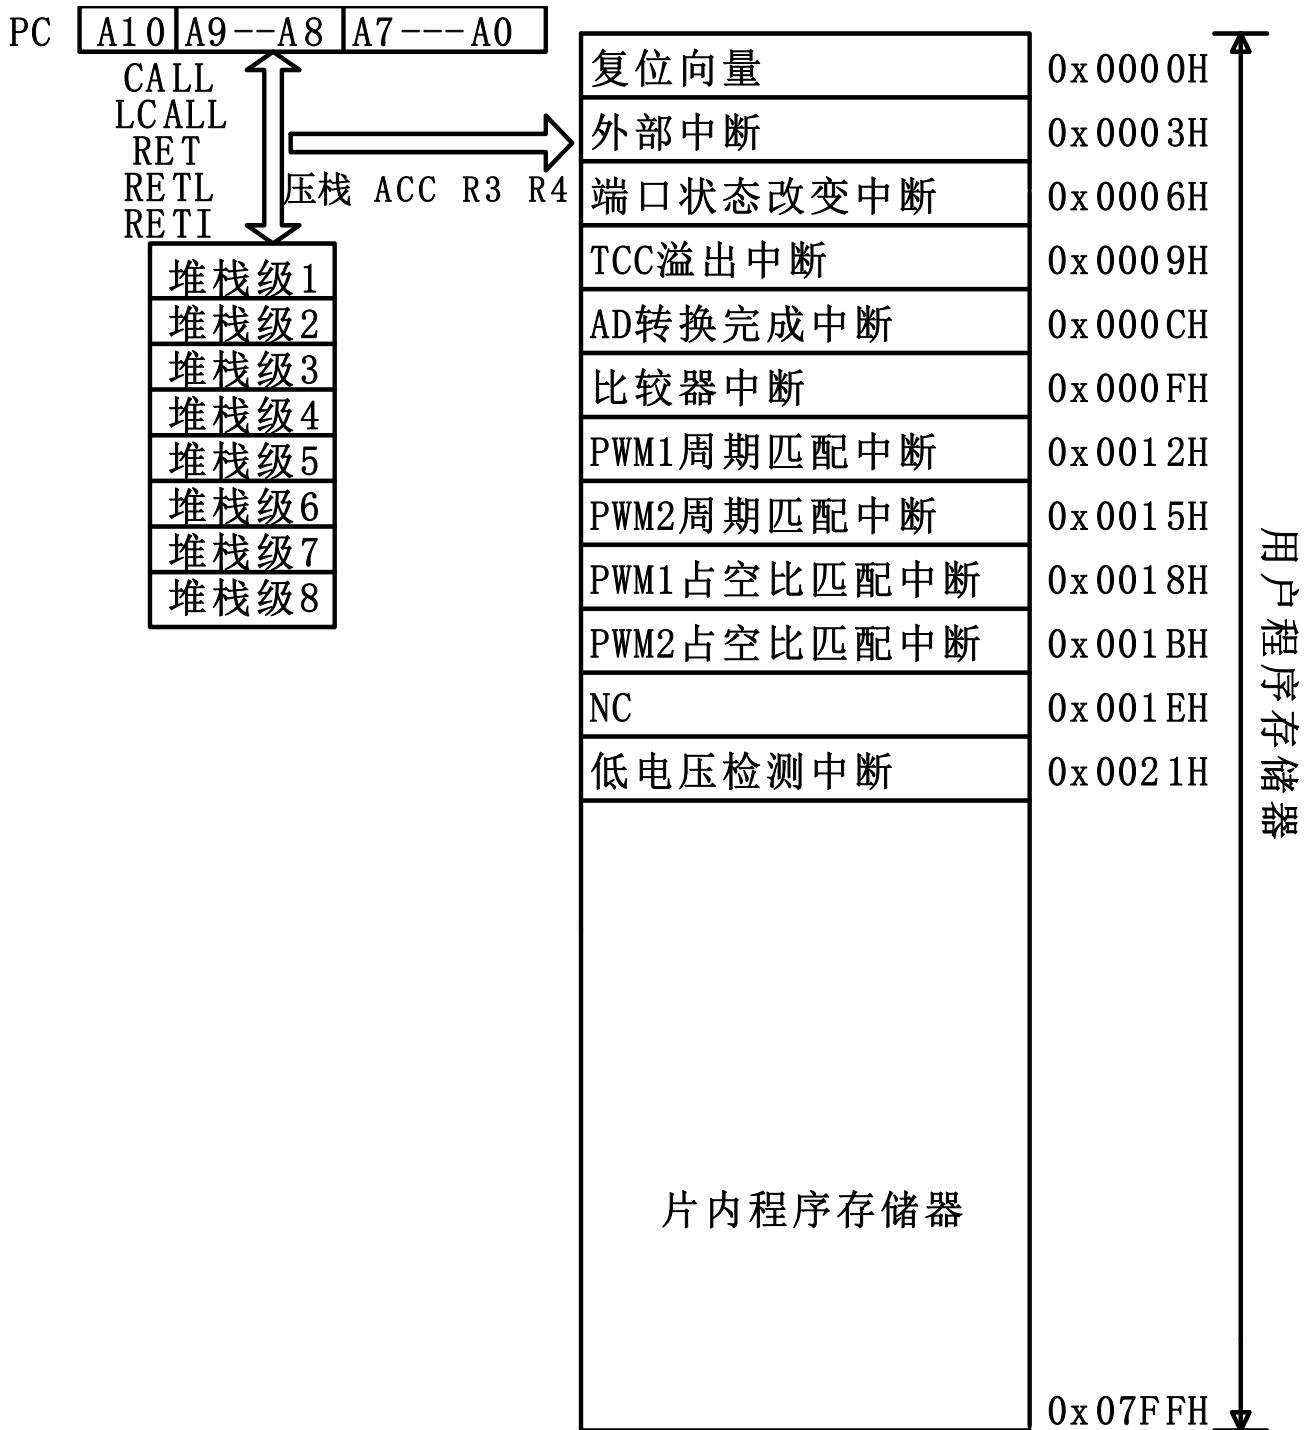 PC A10 A9--A8 A7---A0
CALL
LCALL
RET
RETL
RETI
压栈 ACC R3 R4
堆栈级1
堆栈级2
堆栈级3
堆栈级4
堆栈级5
堆栈级6
堆栈级7
堆栈级8
复位向量 0x0000H
外部中断 0x0003H
端口状态改变中断 0x0006H
TCC溢出中断 0x0009H
AD转换完成中断 0x000CH
比较器中断 0x000FH
PWM1周期匹配中断 0x0012H
PWM2周期匹配中断 0x0015H
PWM1占空比匹配中断 0x0018H
PWM2占空比匹配中断 0x001BH
NC 0x001EH
低电压检测中断 0x0021H
片内程序存储器
0x07FFH
用户程序存储器